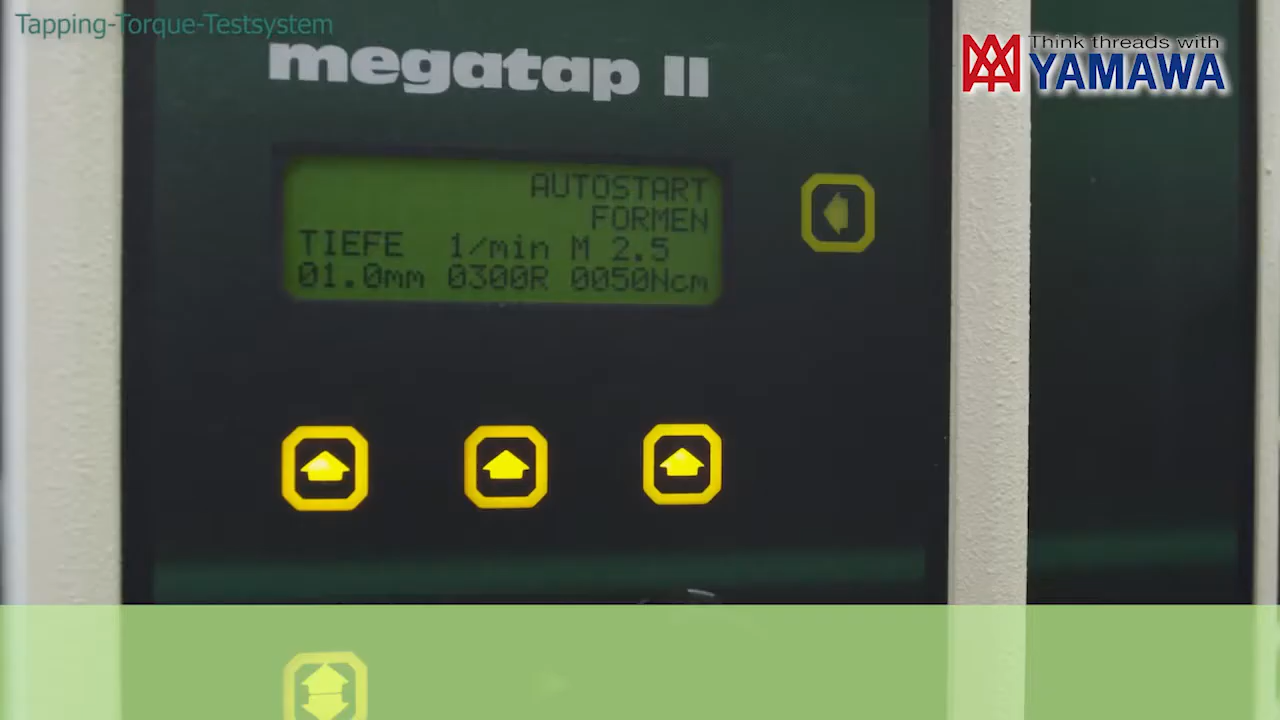 Tapping-Torque-Testsystem
Think threads with
YAMAWA
megatap II
AUTOSTART
FORMEN
TIEFE 1/min M 2.5
01.0mm 0300R 0050Ncm